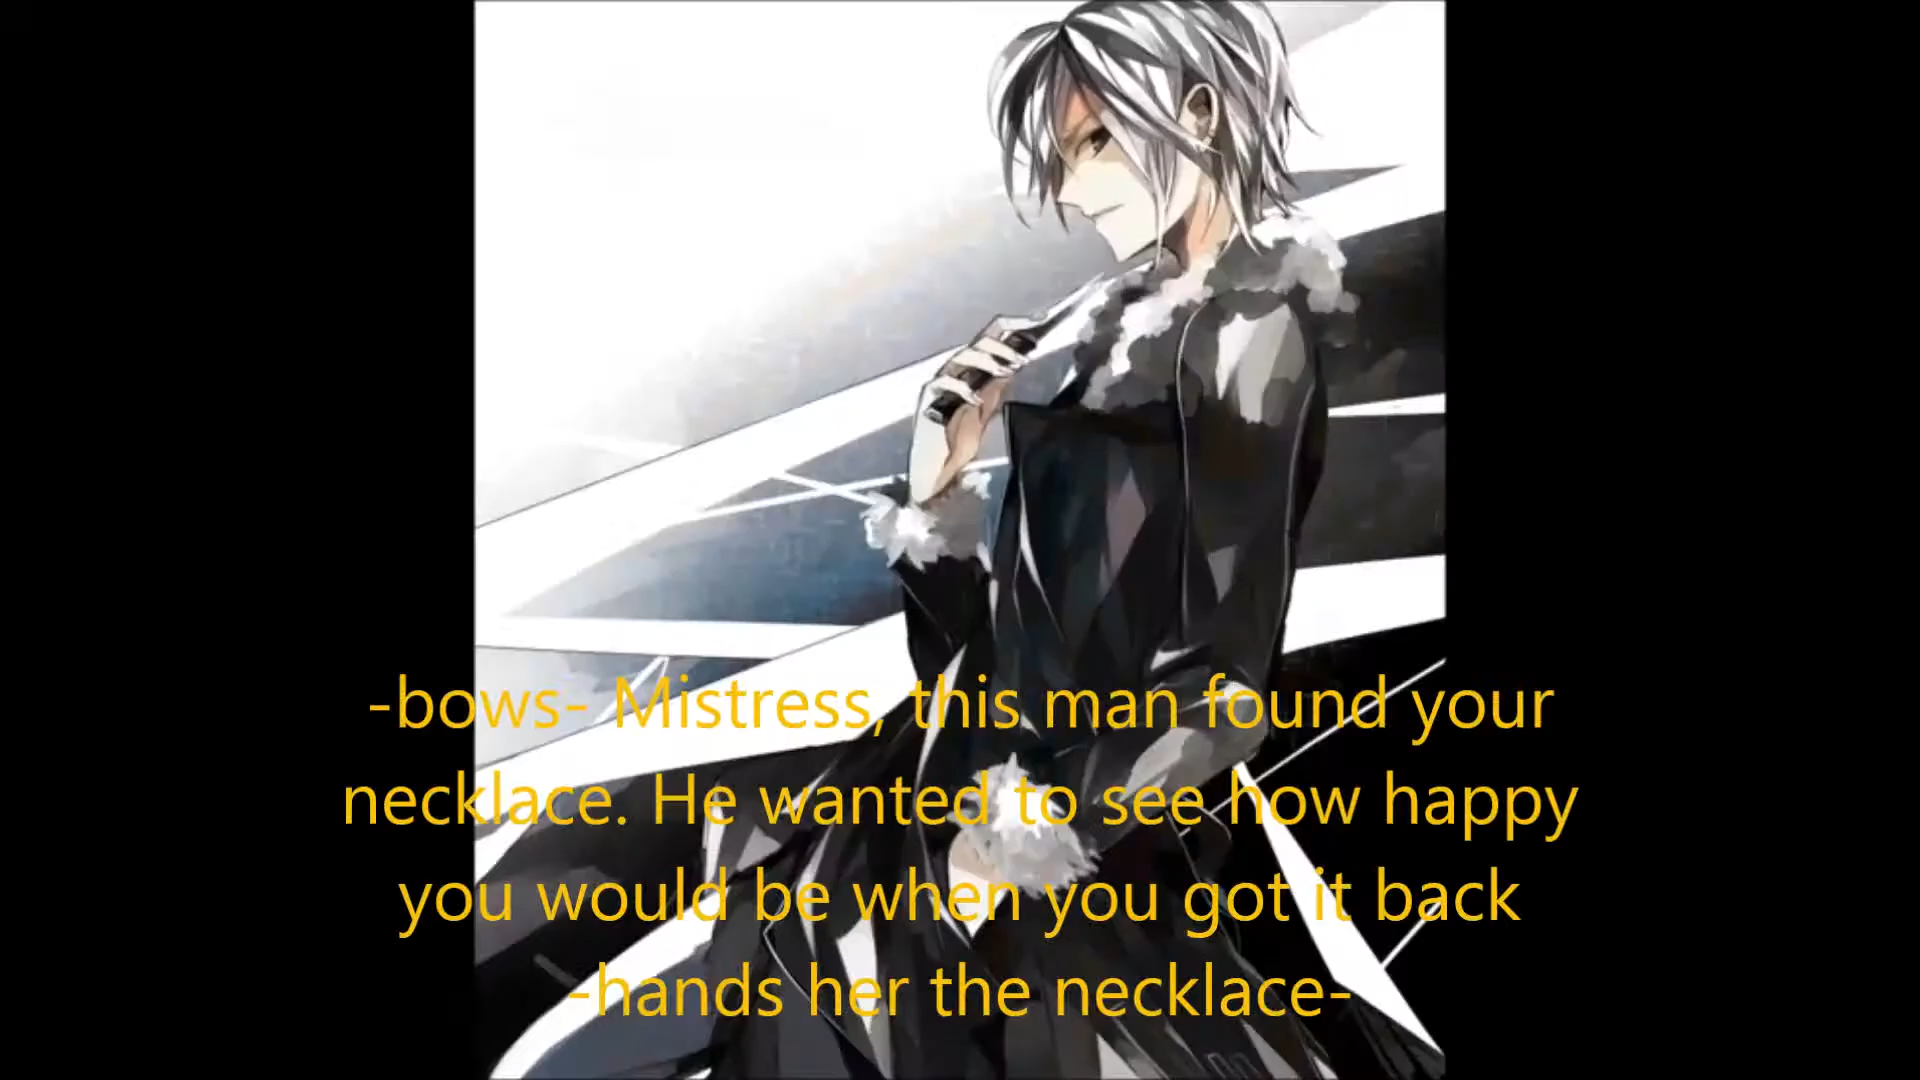 -bows- Mistress, this man found your
necklace. He wanted to see how happy
you would be when you got it back
-hands her the necklace-